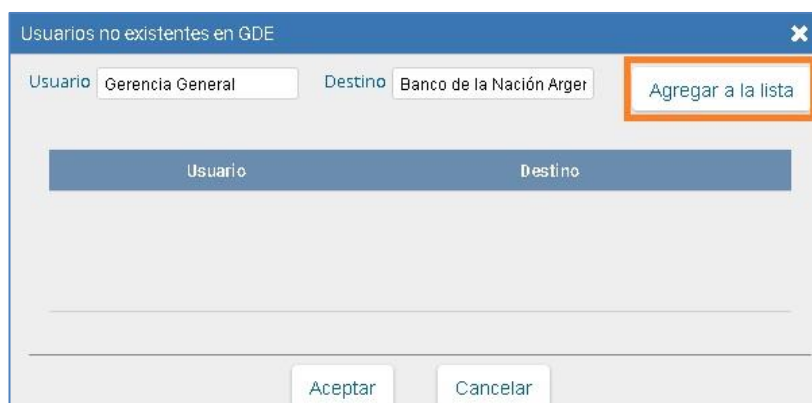 Usuarios no existentes en GDE
Usuario Gerencia General Destino Banco de la Nación Arger Agregar a la lista
Usuario Destino
Aceptar Cancelar